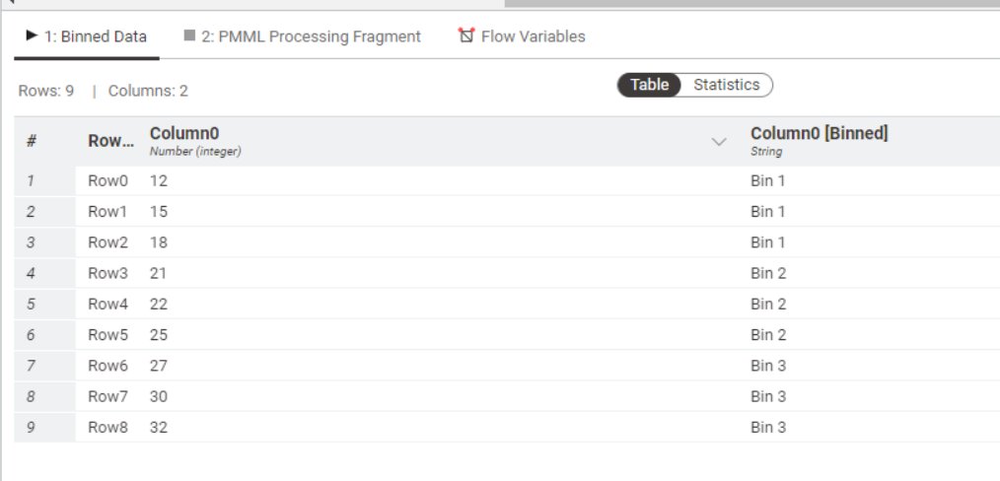 1: Binned Data 2: PMML Processing Fragment Flow Variables
Rows: 9 | Columns: 2 Table Statistics
# Row... Column0 Column0 [Binned]
Number (integer) String
1 Row0 12 Bin 1
2 Row1 15 Bin 1
3 Row2 18 Bin 1
4 Row3 21 Bin 2
5 Row4 22 Bin 2
6 Row5 25 Bin 2
7 Row6 27 Bin 3
8 Row7 30 Bin 3
9 Row8 32 Bin 3